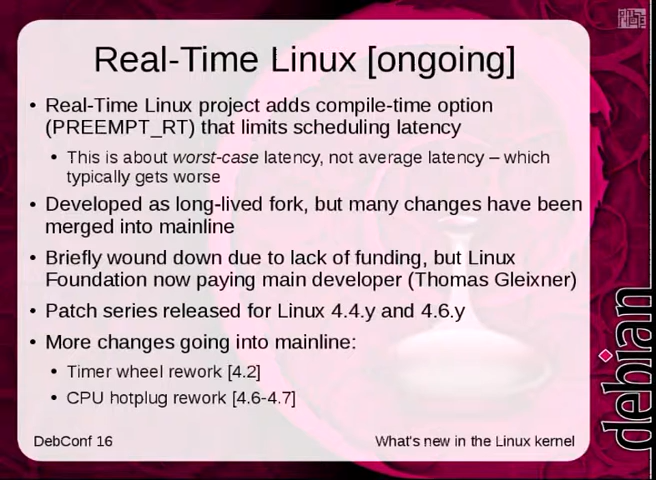 Real-Time Linux [ongoing]
• Real-Time Linux project adds compile-time option
(PREEMPT_RT) that limits scheduling latency
• This is about worst-case latency, not average latency – which
typically gets worse
• Developed as long-lived fork, but many changes have been
merged into mainline
• Briefly wound down due to lack of funding, but Linux
Foundation now paying main developer (Thomas Gleixner)
• Patch series released for Linux 4.4.y and 4.6.y
• More changes going into mainline:
• Timer wheel rework [4.2]
• CPU hotplug rework [4.6-4.7]
DebConf 16
What's new in the Linux kernel
debian